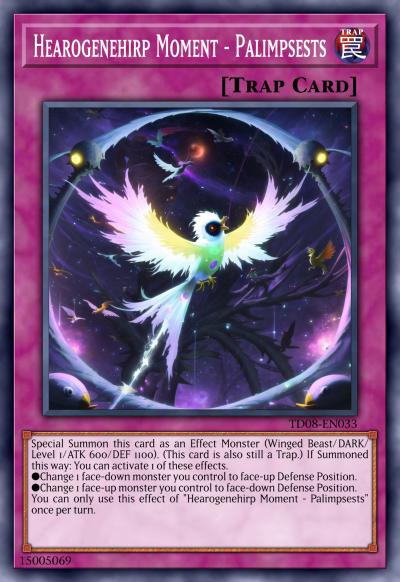 Hearogenehirp Moment - Palimpsests
TRAP
罠
[Trap Card]
TD08-EN033
Special Summon this card as an Effect Monster (Winged Beast/DARK/
Level 1/ATK 600/DEF 1100). (This card is also still a Trap.) If Summoned
this way: You can activate 1 of these effects.
●Change 1 face-down monster you control to face-up Defense Position.
●Change 1 face-up monster you control to face-down Defense Position.
You can only use this effect of "Hearogenehirp Moment - Palimpsests"
once per turn.
15005069